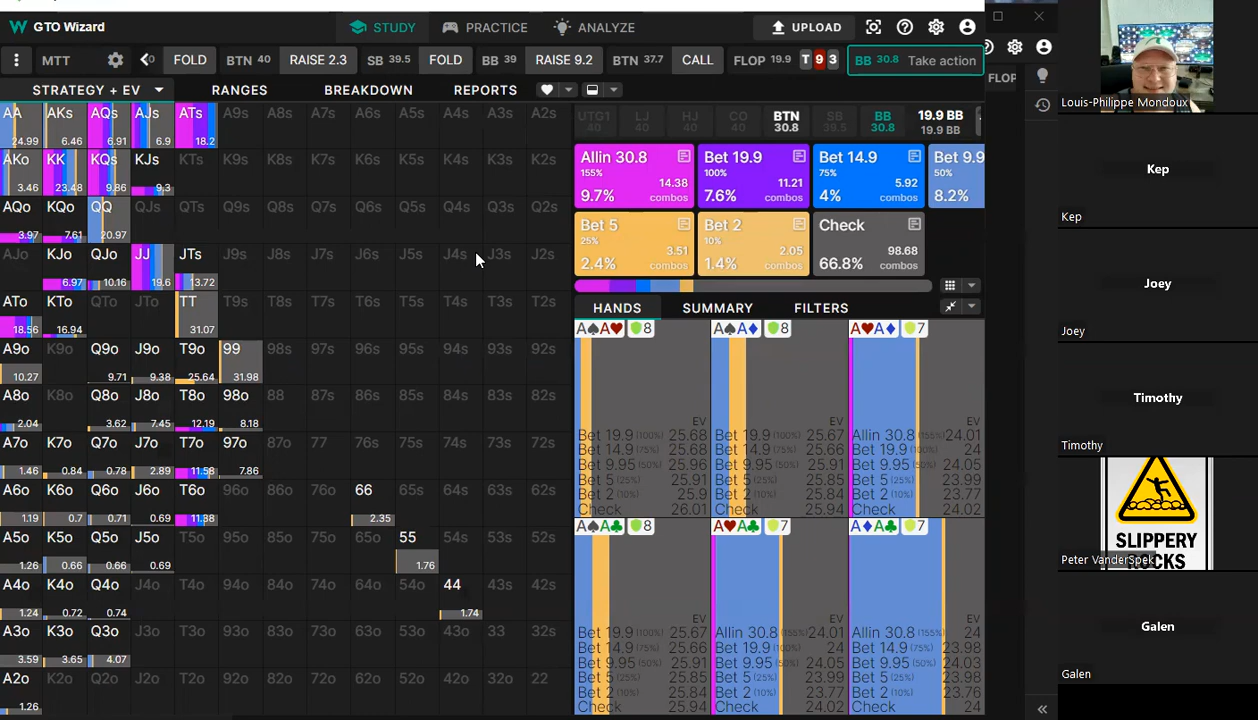 GTO Wizard
STUDY
PRACTICE
ANALYZE
UPLOAD
MTT
FOLD
BTN 40
RAISE 2.3
SB 39.5
FOLD
BB 39
RAISE 9.2
BTN 37.7
CALL
FLOP 19.9
T 9 3
BB 30.8 Take action
FLOP
STRATEGY + EV
RANGES
BREAKDOWN
REPORTS
AA 24.99 AKs 6.46 AQs 6.91 AJs 6.9 ATs 18.2 A9s A8s A7s A6s A5s A4s A3s A2s
AKo 3.46 KK 23.48 KQs 9.86 KJs 9.3 KTs K9s K8s K7s K6s K5s K4s K3s K2s
AQo 3.97 KQo 7.61 QQ 20.97 QJs QTs Q9s Q8s Q7s Q6s Q5s Q4s Q3s Q2s
AJo KJo 6.97 QJo 10.16 JJ 19.6 JTs 13.72 J9s J8s J7s J6s J5s J4s J3s J2s
ATo 18.56 KTo 16.94 QTo JTo TT 31.07 T9s T8s T7s T6s T5s T4s T3s T2s
A9o 10.27 K9o Q9o 9.71 J9o 9.38 T9o 25.64 99 31.98 98s 97s 96s 95s 94s 93s 92s
A8o 2.04 K8o Q8o 3.62 J8o 7.45 T8o 12.19 98o 8.18 88 87s 86s 85s 84s 83s 82s
A7o 1.46 K7o 0.84 Q7o 0.78 J7o 2.89 T7o 11.58 97o 7.86 87o 77 76s 75s 74s 73s 72s
A6o 1.19 K6o 0.7 Q6o 0.71 J6o 0.69 T6o 11.38 96o 86o 76o 66 2.35 65s 64s 63s 62s
A5o 1.26 K5o 0.66 Q5o 0.66 J5o 0.69 T5o 95o 85o 75o 65o 55 1.76 54s 53s 52s
A4o 1.24 K4o 0.72 Q4o 0.74 J4o T4o 94o 84o 74o 64o 54o 44 1.74 43s 42s
A3o 3.59 K3o 3.65 Q3o 4.07 J3o T3o 93o 83o 73o 63o 53o 43o 33 32s
A2o 1.26 K2o Q2o J2o T2o 92o 82o 72o 62o 52o 42o 32o 22
UTG1 40
LJ 40
HJ 40
CO 40
BTN 30.8
SB 39.5
BB 30.8
19.9 BB
19.9 BB
Allin 30.8
155%
14.38
9.7% combos
Bet 19.9
100%
11.21
7.6% combos
Bet 14.9
75%
5.92
4% combos
Bet 9.9
50%
8.2%
Bet 5
25%
3.51
2.4% combos
Bet 2
10%
2.05
1.4% combos
Check
98.68
66.8% combos
HANDS
SUMMARY
FILTERS
A♠A♥ 8
EV
Bet 19.9 (100%) 25.68
Bet 14.9 (75%) 25.68
Bet 9.95 (50%) 25.96
Bet 5 (25%) 25.91
Bet 2 (10%) 25.9
Check 26.01
A♠A♦ 8
EV
Bet 19.9 (100%) 25.67
Bet 14.9 (75%) 25.66
Bet 9.95 (50%) 25.91
Bet 5 (25%) 25.85
Bet 2 (10%) 25.84
Check 25.94
A♥A♦ 7
EV
Allin 30.8 (155%) 24.01
Bet 19.9 (100%) 24
Bet 9.95 (50%) 24.05
Bet 5 (25%) 23.99
Bet 2 (10%) 23.77
Check 24.02
A♠A♣ 8
EV
Bet 19.9 (100%) 25.67
Bet 14.9 (75%) 25.66
Bet 9.95 (50%) 25.91
Bet 5 (25%) 25.85
Bet 2 (10%) 25.84
Check 25.94
A♥A♣ 7
EV
Allin 30.8 (155%) 24.01
Bet 19.9 (100%) 24
Bet 9.95 (50%) 24.05
Bet 5 (25%) 23.99
Bet 2 (10%) 23.77
Check 24.02
A♦A♣ 7
EV
Allin 30.8 (155%) 24
Bet 14.9 (75%) 23.98
Bet 9.95 (50%) 24.03
Bet 5 (25%) 23.98
Bet 2 (10%) 23.76
Check 24
Louis-Philippe Mondoux
Kep
Kep
Joey
Joey
Timothy
Timothy
SLIPPERY
ROCKS
Peter VanderSpek
Galen
Galen